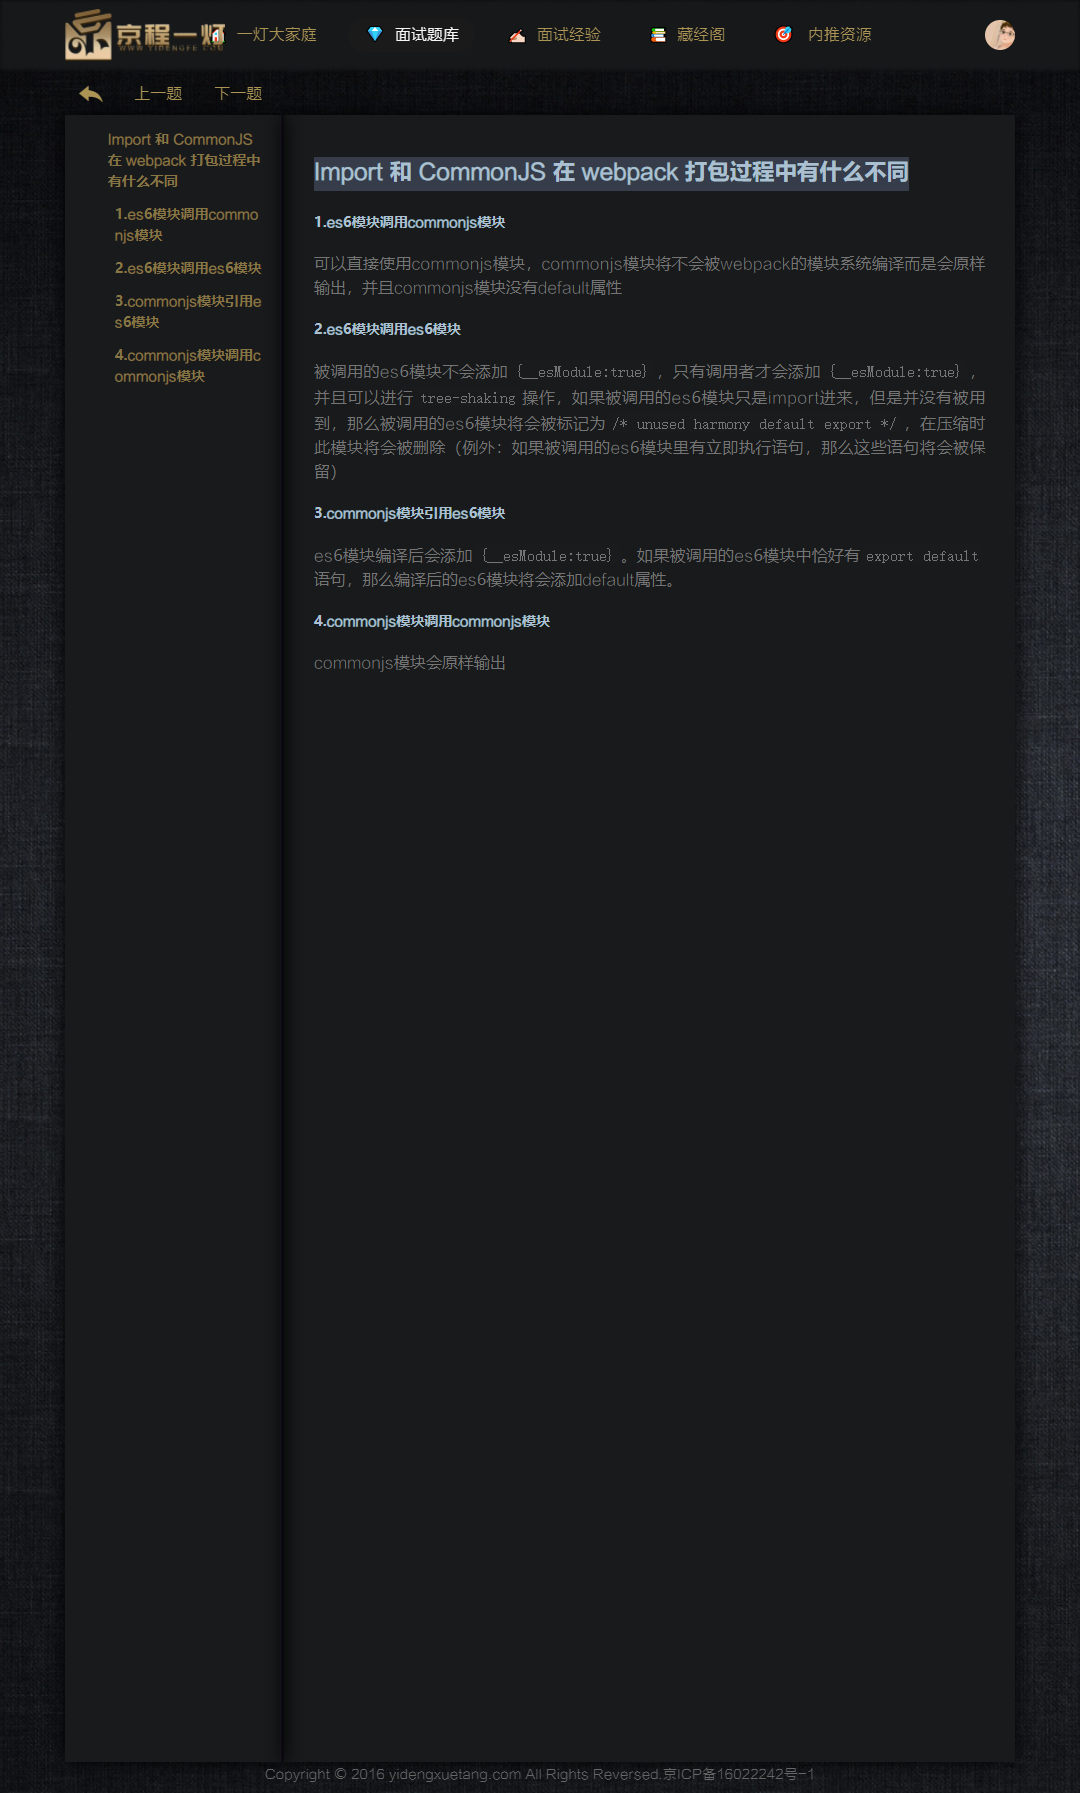 京程一灯
WWW.YIDENGFE.COM
一灯大家庭
面试题库
面试经验
藏经阁
内推资源
上一题
下一题
Import 和 CommonJS
在 webpack 打包过程中
有什么不同
1.es6模块调用commo
njs模块
2.es6模块调用es6模块
3.commonjs模块引用e
s6模块
4.commonjs模块调用c
ommonjs模块
Import 和 CommonJS 在 webpack 打包过程中有什么不同
1.es6模块调用commonjs模块
可以直接使用commonjs模块，commonjs模块将不会被webpack的模块系统编译而是会原样
输出，并且commonjs模块没有default属性
2.es6模块调用es6模块
被调用的es6模块不会添加 {__esModule:true} ，只有调用者才会添加 {__esModule:true} ，
并且可以进行 tree-shaking 操作，如果被调用的es6模块只是import进来，但是并没有被用
到，那么被调用的es6模块将会被标记为 /* unused harmony default export */ ，在压缩时
此模块将会被删除（例外：如果被调用的es6模块里有立即执行语句，那么这些语句将会被保
留）
3.commonjs模块引用es6模块
es6模块编译后会添加 {__esModule:true} 。如果被调用的es6模块中恰好有 export default
语句，那么编译后的es6模块将会添加default属性。
4.commonjs模块调用commonjs模块
commonjs模块会原样输出
Copyright © 2016 yidengxuetang.com All Rights Reversed.京ICP备16022242号-1